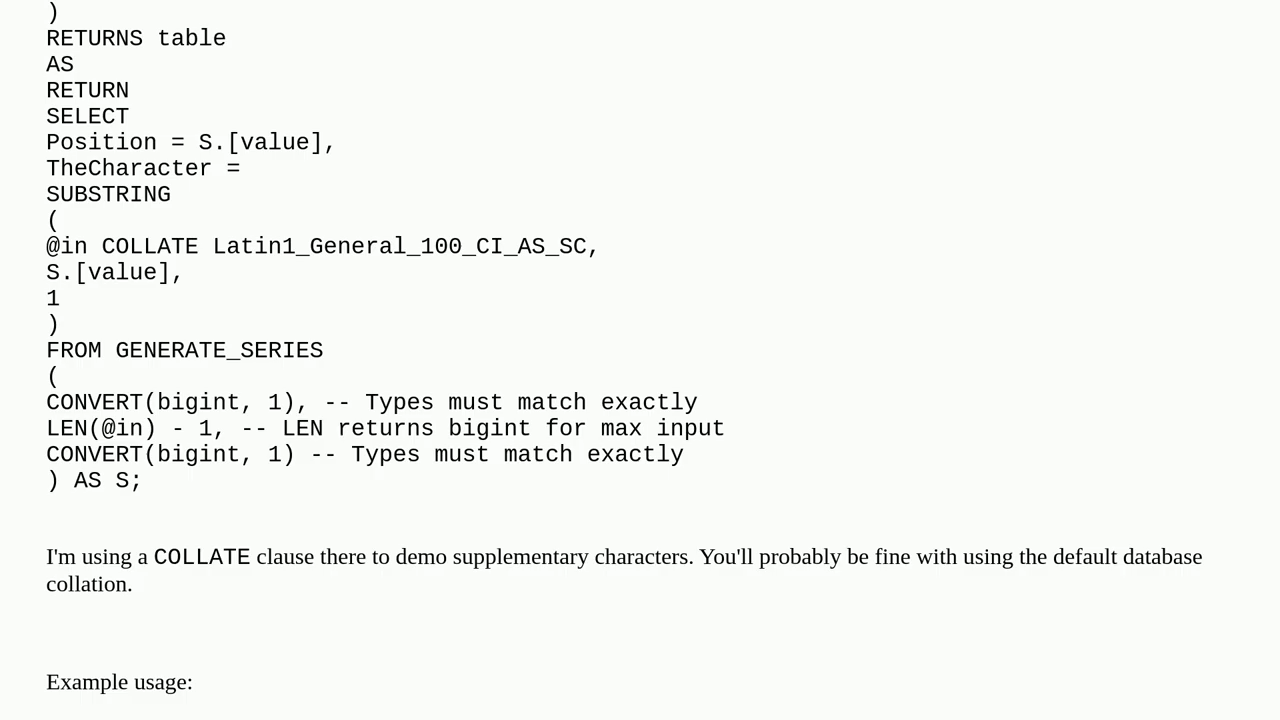 )
RETURNS table
AS
RETURN
SELECT
Position = S.[value],
TheCharacter =
SUBSTRING
(
@in COLLATE Latin1_General_100_CI_AS_SC,
S.[value],
1
)
FROM GENERATE_SERIES
(
CONVERT(bigint, 1), -- Types must match exactly
LEN(@in) - 1, -- LEN returns bigint for max input
CONVERT(bigint, 1) -- Types must match exactly
) AS S;
I'm using a COLLATE clause there to demo supplementary characters. You'll probably be fine with using the default database
collation.
Example usage: